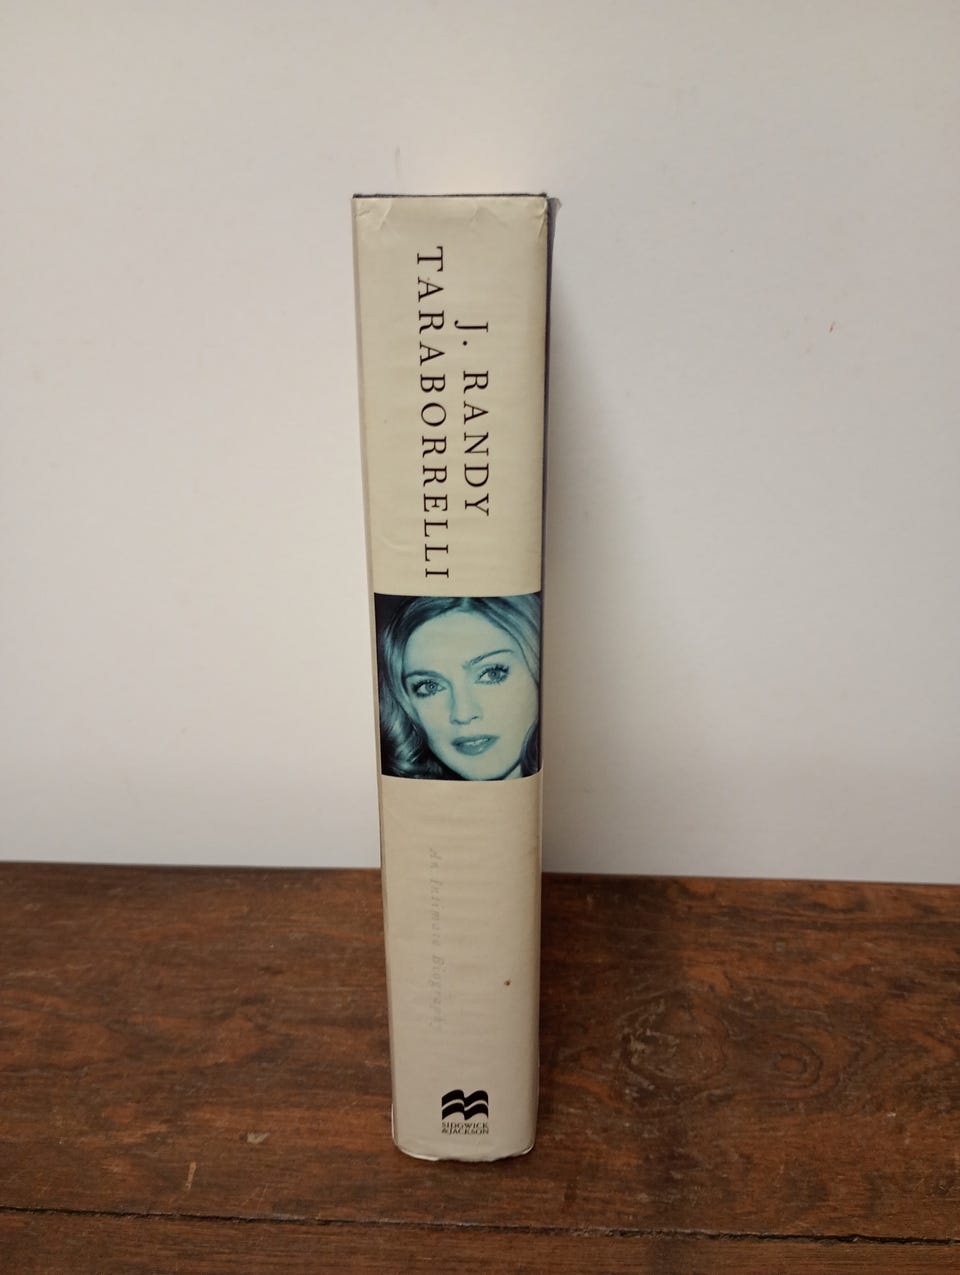 J. RANDY
TARABORRELLI
An Intimate Biography
SIDGWICK
&JACKSON